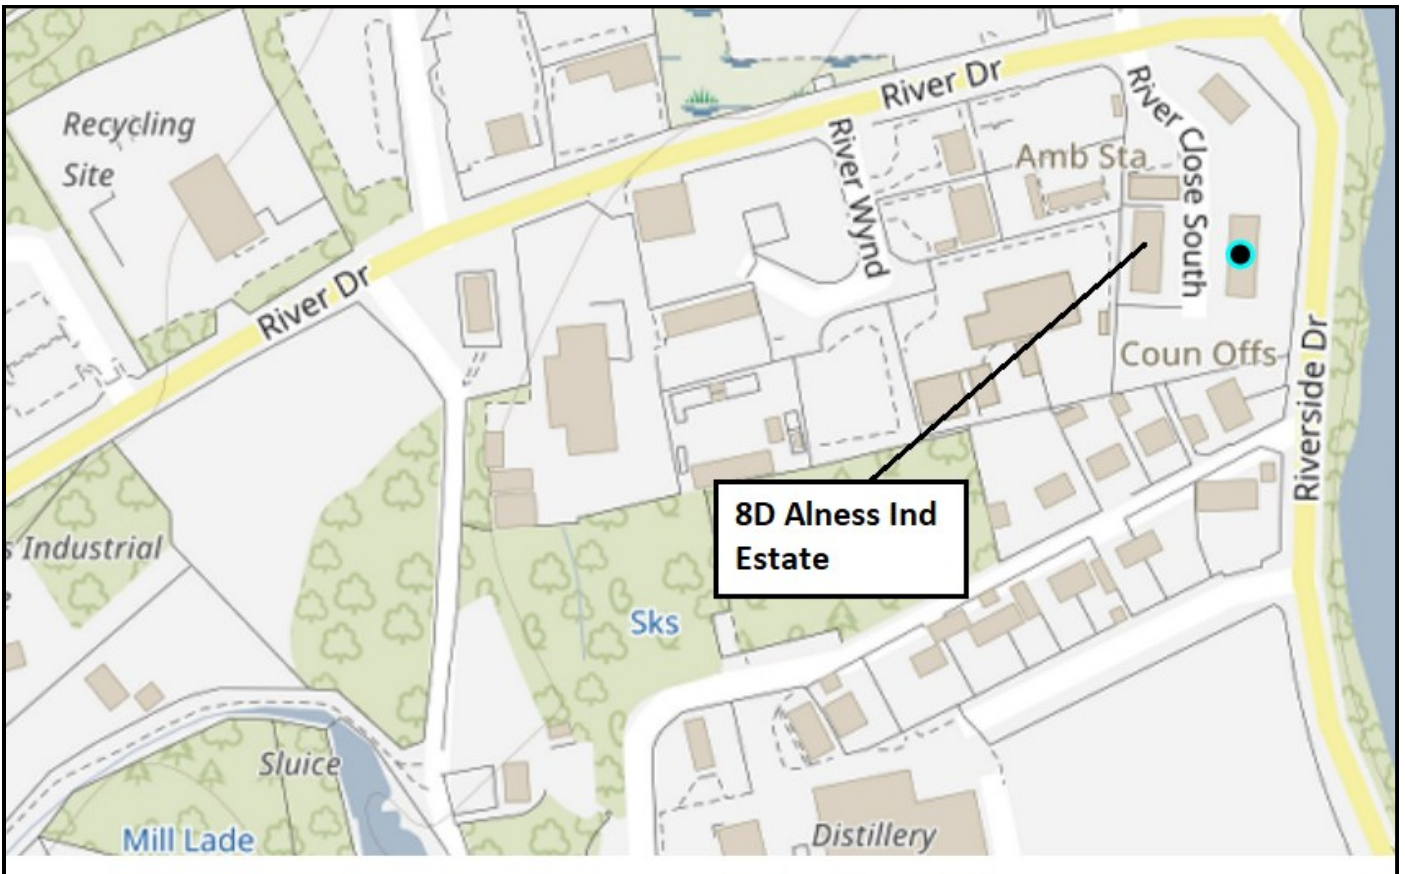 River Dr
Recycling
Site
River Wynd
River Close South
Amb Sta
River Dr
Coun Offs
Riverside Dr
8D Alness Ind
Estate
s Industrial
Sks
Sluice
Mill Lade
Distillery